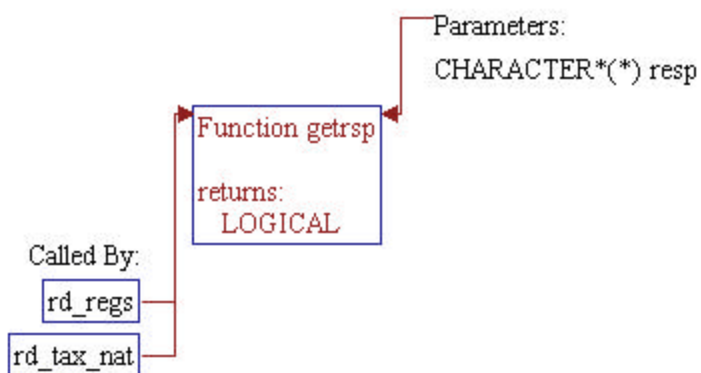 Parameters:
CHARACTER*(*) resp
Function getrsp
returns:
LOGICAL
Called By:
rd_regs
rd_tax_nat